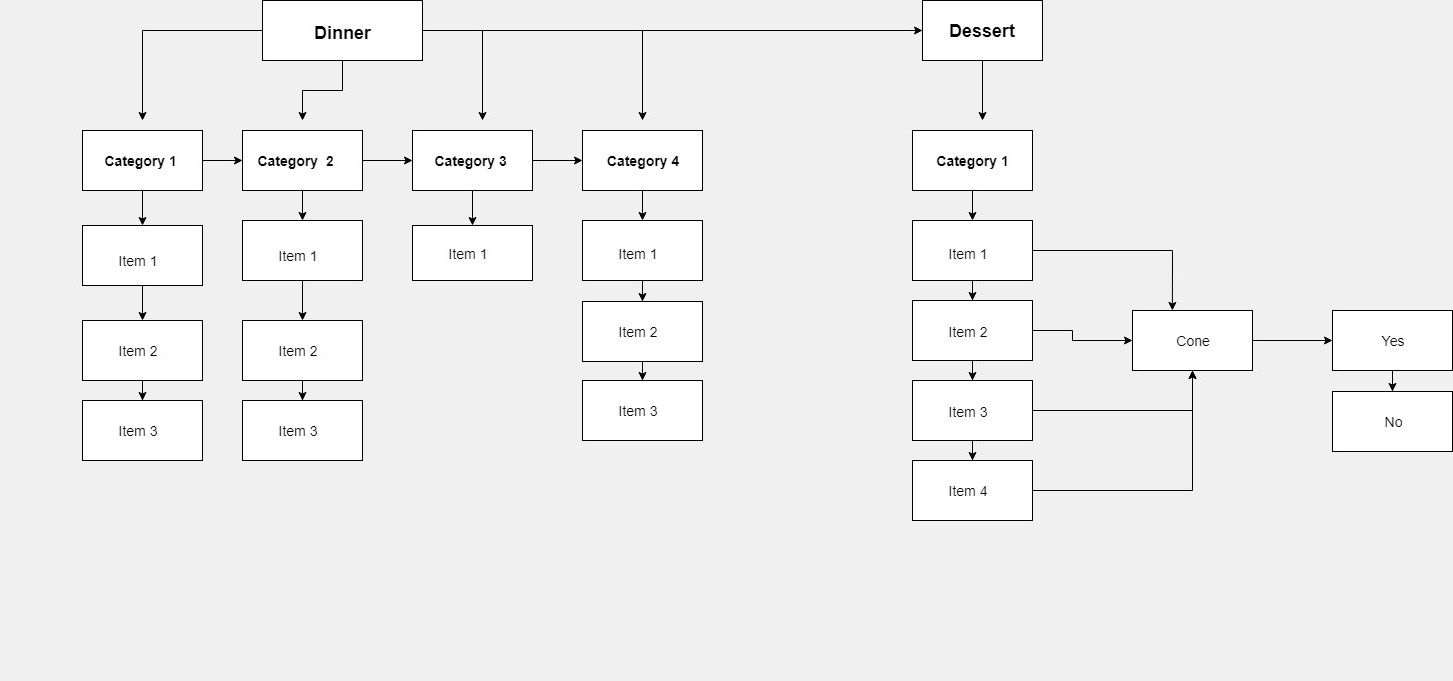 Dinner
Dessert
Category 1
Category 2
Category 3
Category 4
Category 1
Item 1
Item 1
Item 1
Item 1
Item 1
Item 2
Item 2
Item 2
Item 2
Cone
Yes
Item 3
Item 3
Item 3
Item 3
No
Item 4